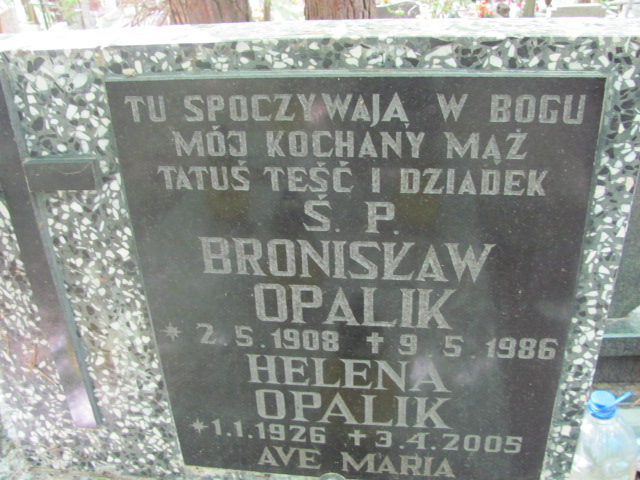 TU SPOCZYWAJA W BOGU
MÓJ KOCHANY MĄŻ
TATUŚ TEŚĆ I DZIADEK
Ś. P.
BRONISŁAW
OPALIK
* 2.5.1908 ✝ 9.5.1986
HELENA
OPALIK
* 1.1.1926 ✝ 3.4.2005
AVE MARIA